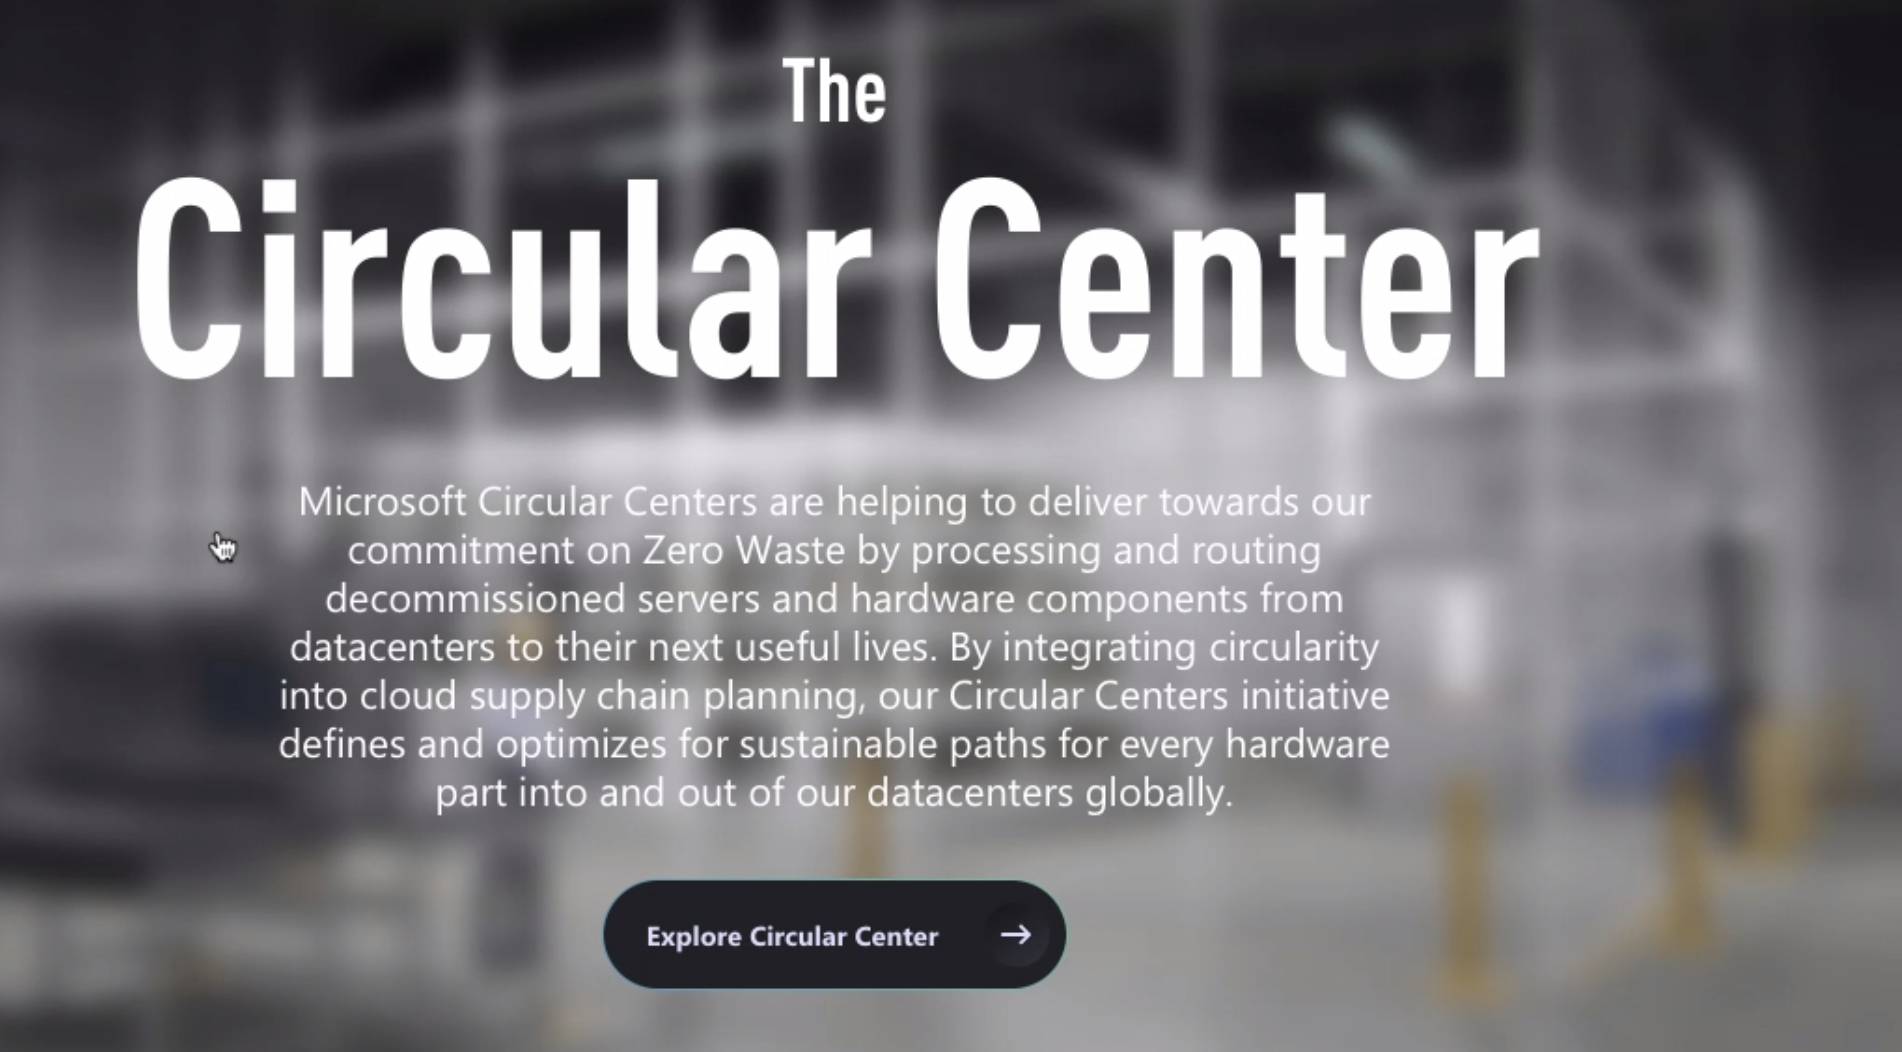 The
Circular Center
Microsoft Circular Centers are helping to deliver towards our
commitment on Zero Waste by processing and routing
decommissioned servers and hardware components from
datacenters to their next useful lives. By integrating circularity
into cloud supply chain planning, our Circular Centers initiative
defines and optimizes for sustainable paths for every hardware
part into and out of our datacenters globally.
Explore Circular Center